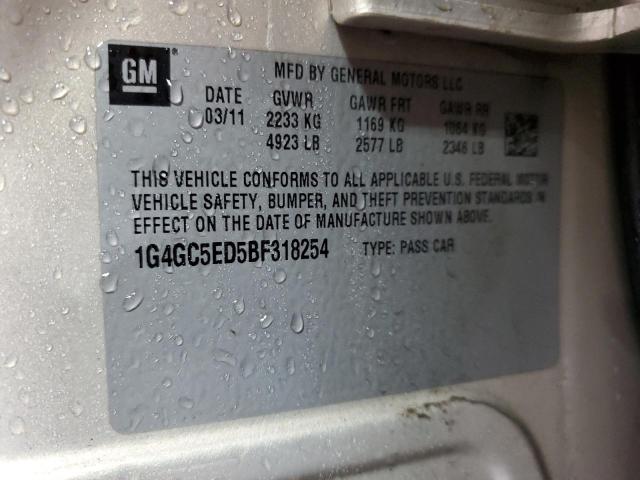 GM ®
MFD BY GENERAL MOTORS LLC
DATE GVWR GAWR FRT GAWR RR
03/11 2233 KG 1169 KG 1064 KG
4923 LB 2577 LB 2346 LB
THIS VEHICLE CONFORMS TO ALL APPLICABLE U.S. FEDERAL MOTOR
VEHICLE SAFETY, BUMPER, AND THEFT PREVENTION STANDARDS IN
EFFECT ON THE DATE OF MANUFACTURE SHOWN ABOVE.
1G4GC5ED5BF318254 TYPE: PASS CAR